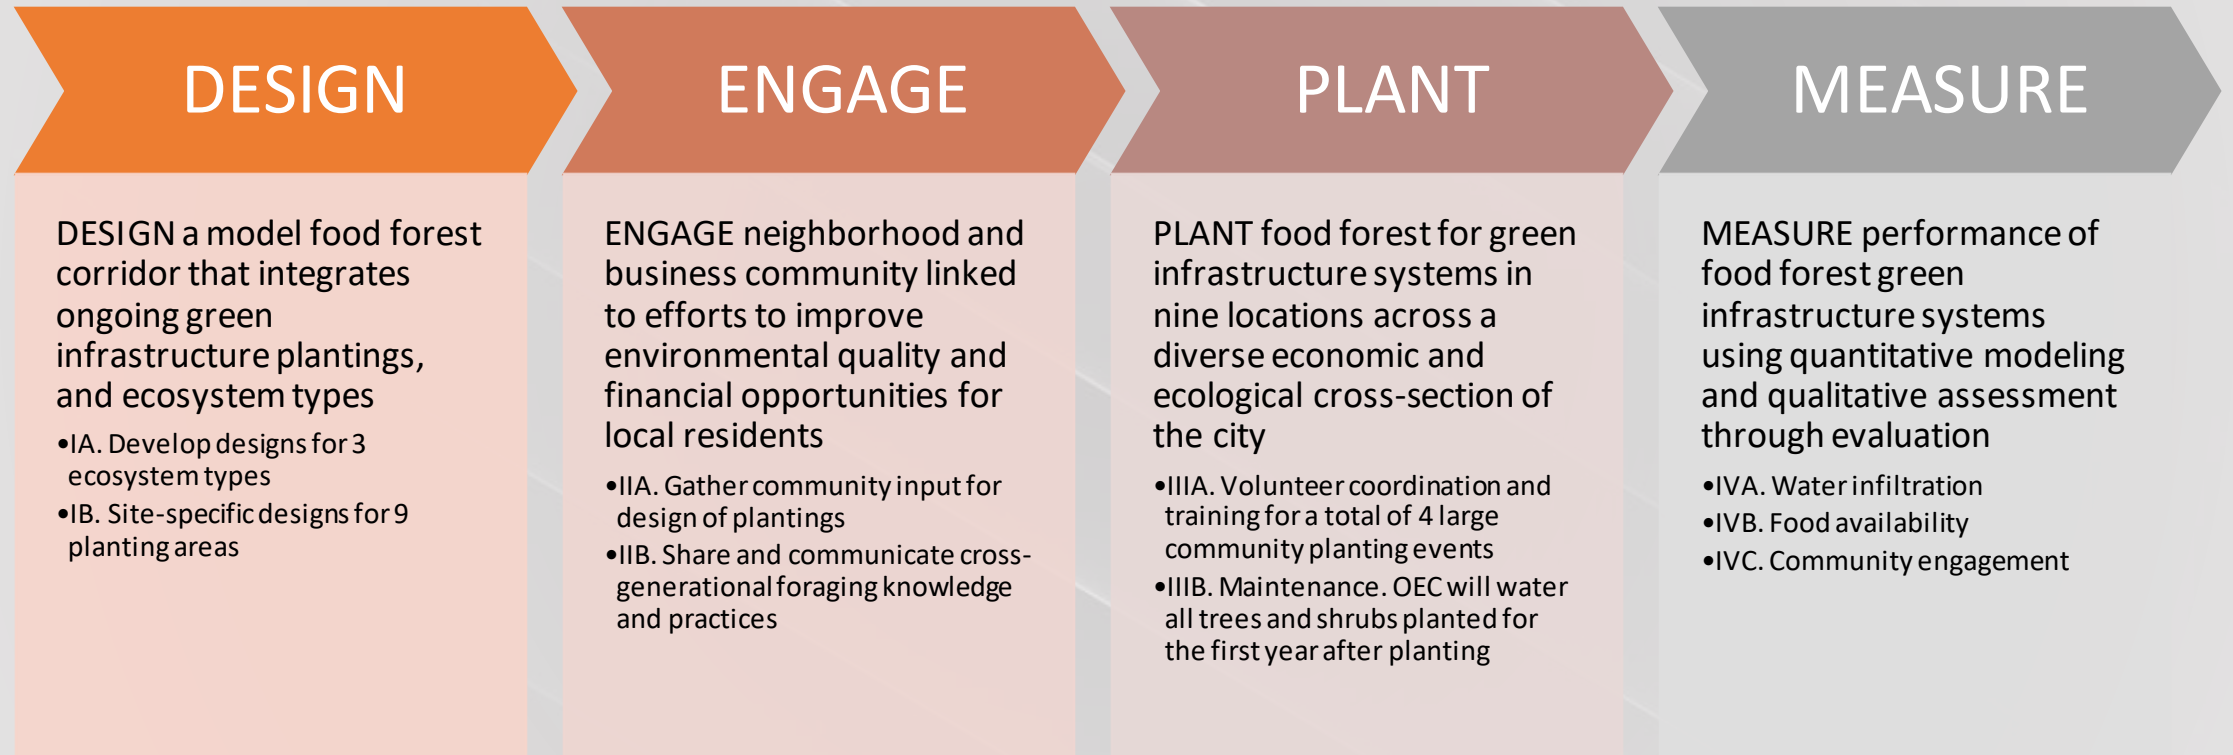 DESIGN
DESIGN a model food forest
corridor that integrates
ongoing green
infrastructure plantings,
and ecosystem types
•IA. Develop designs for 3
ecosystem types
•IB. Site-specific designs for 9
planting areas
ENGAGE
ENGAGE neighborhood and
business community linked
to efforts to improve
environmental quality and
financial opportunities for
local residents
•IIA. Gather community input for
design of plantings
•IIB. Share and communicate cross-
generational foraging knowledge
and practices
PLANT
PLANT food forest for green
infrastructure systems in
nine locations across a
diverse economic and
ecological cross-section of
the city
•IIIA. Volunteer coordination and
training for a total of 4 large
community planting events
•IIIB. Maintenance. OEC will water
all trees and shrubs planted for
the first year after planting
MEASURE
MEASURE performance of
food forest green
infrastructure systems
using quantitative modeling
and qualitative assessment
through evaluation
•IVA. Water infiltration
•IVB. Food availability
•IVC. Community engagement